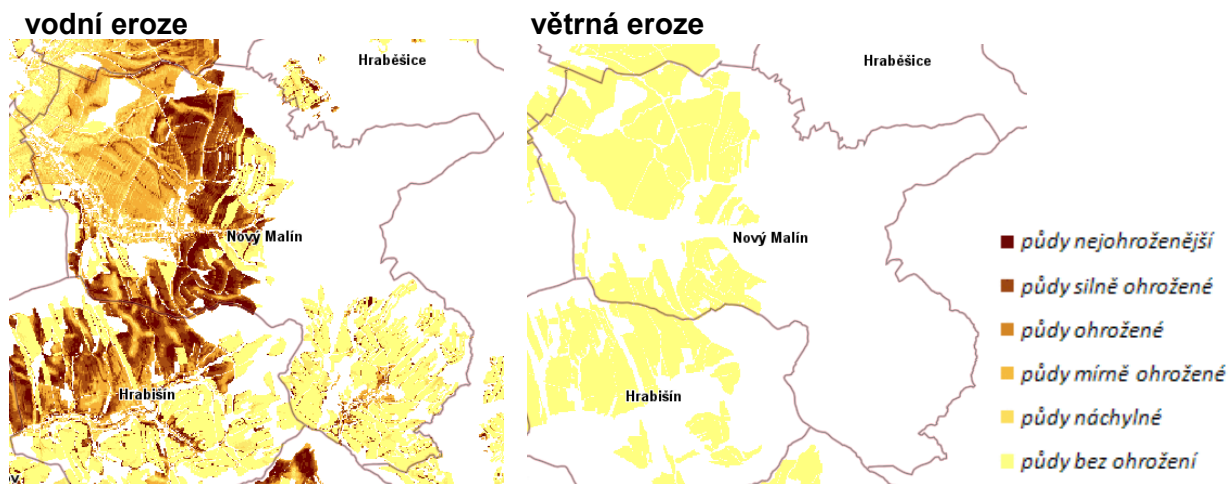 vodní eroze
větrná eroze
Hraběšice
Nový Malín
Hrabišín
Hraběšice
Nový Malín
Hrabišín
půdy nejohroženější
půdy silně ohrožené
půdy ohrožené
půdy mírně ohrožené
půdy náchylné
půdy bez ohrožení